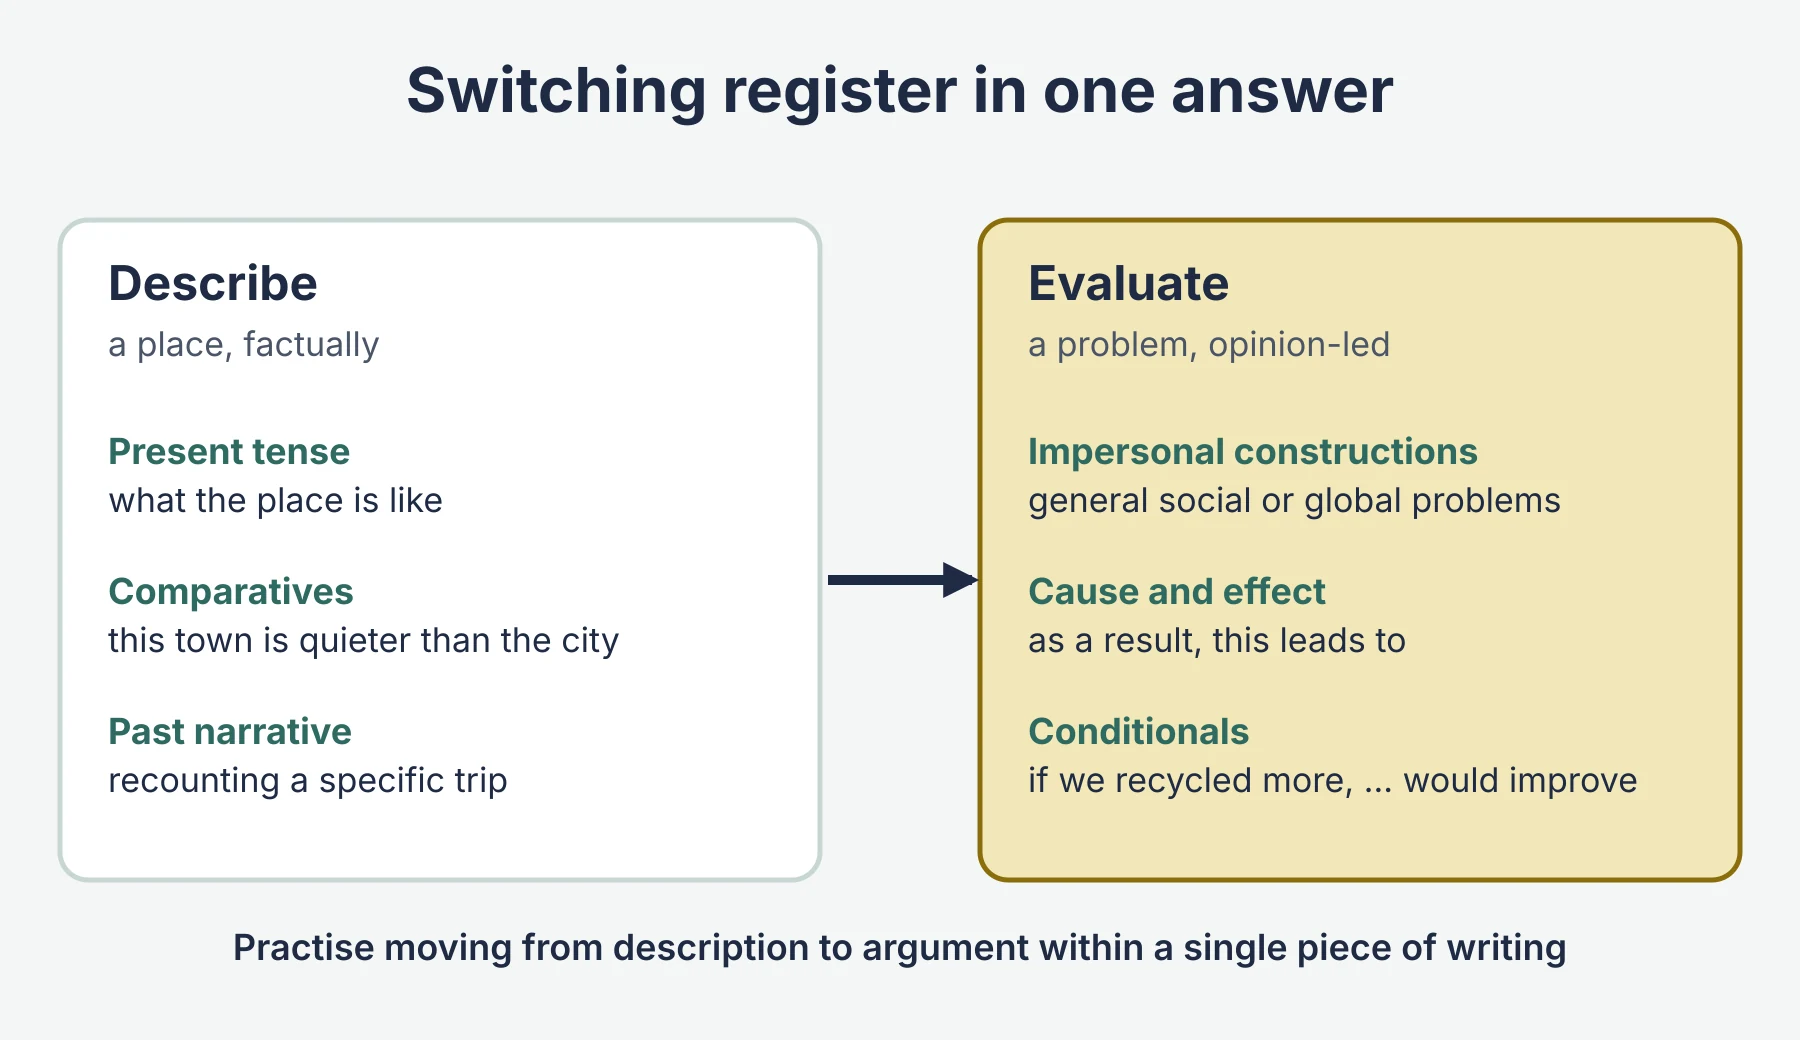 Switching register in one answer
Describe
a place, factually
Present tense
what the place is like
Comparatives
this town is quieter than the city
Past narrative
recounting a specific trip
Evaluate
a problem, opinion-led
Impersonal constructions
general social or global problems
Cause and effect
as a result, this leads to
Conditionals
if we recycled more, ... would improve
Practise moving from description to argument within a single piece of writing